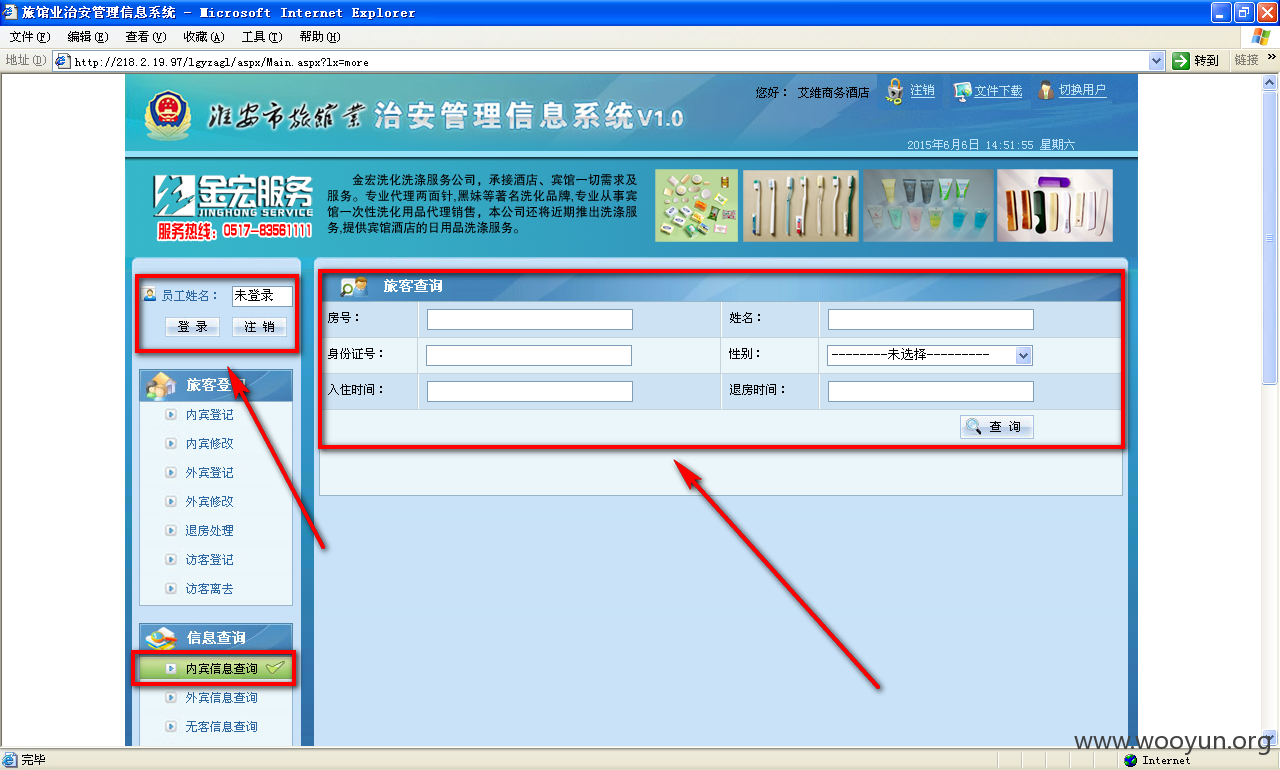 旅馆业治安管理信息系统 - Microsoft Internet Explorer
文件(F) 编辑(E) 查看(V) 收藏(A) 工具(T) 帮助(H)
地址(D) http://218.2.19.97/lgyzagl/aspx/Main.aspx?lx=more 转到 链接 »
淮安市旅馆业治安管理信息系统V1.0
您好： 艾维商务酒店 注销 文件下载 切换用户
2015年6月6日 14:51:55 星期六
金宏服务
JINGHONG SERVICE
服务热线：0517-83561111
金宏洗化洗涤服务公司，承接酒店、宾馆一切需求及
服务。专业代理两面针,黑妹等著名洗化品牌,专业从事宾
馆一次性洗化用品代理销售，本公司还将近期推出洗涤服
务,提供宾馆酒店的日用品洗涤服务。
员工姓名： 未登录
登 录 注 销
旅客登
内宾登记
内宾修改
外宾登记
外宾修改
退房处理
访客登记
访客离去
信息查询
内宾信息查询
外宾信息查询
无客信息查询
旅客查询
房号： 姓名：
身份证号： 性别： --------未选择---------
入住时间： 退房时间：
查 询
www.wooyun.org
完毕 Internet